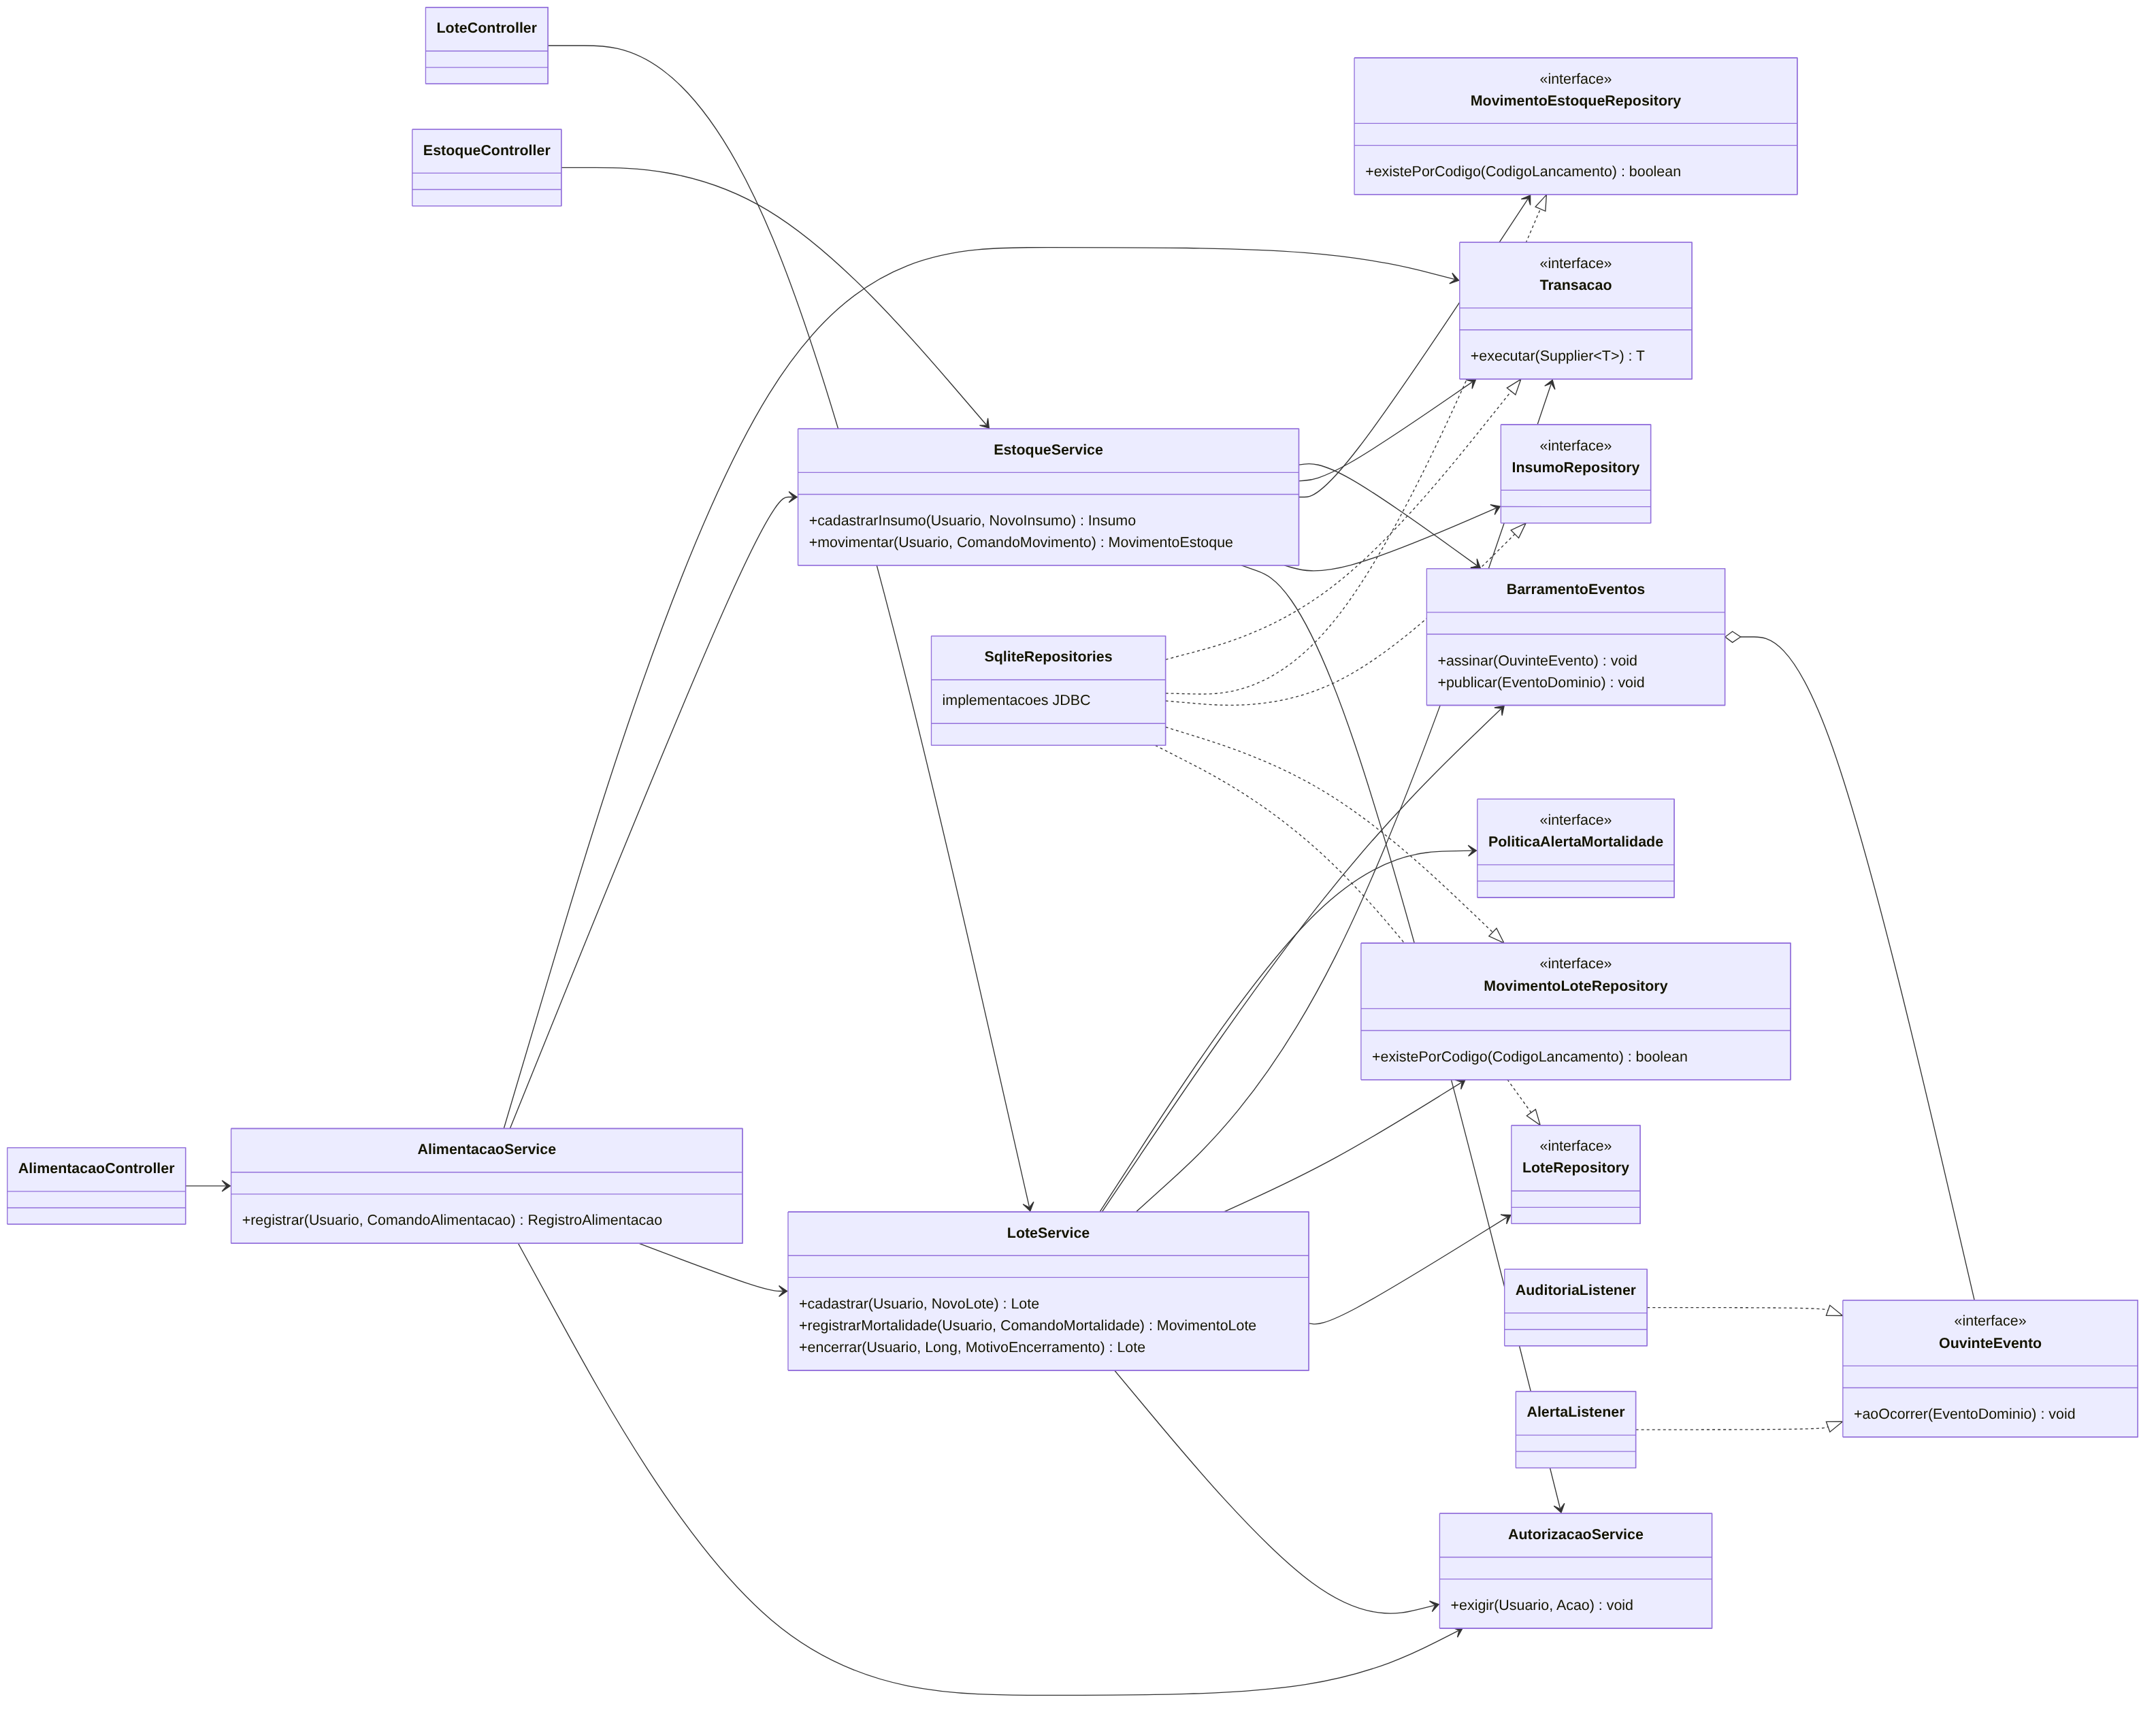 LoteController
«interface»
MovimentoEstoqueRepository
+existePorCodigo(CodigoLancamento) : boolean
EstoqueController
«interface»
Transacao
+executar(Supplier<T>) : T
EstoqueService
+cadastrarInsumo(Usuario, NovoInsumo) : Insumo
+movimentar(Usuario, ComandoMovimento) : MovimentoEstoque
«interface»
InsumoRepository
BarramentoEventos
+assinar(OuvinteEvento) : void
+publicar(EventoDominio) : void
SqliteRepositories
implementacoes JDBC
«interface»
PoliticaAlertaMortalidade
«interface»
MovimentoLoteRepository
+existePorCodigo(CodigoLancamento) : boolean
AlimentacaoController
AlimentacaoService
+registrar(Usuario, ComandoAlimentacao) : RegistroAlimentacao
«interface»
LoteRepository
LoteService
+cadastrar(Usuario, NovoLote) : Lote
+registrarMortalidade(Usuario, ComandoMortalidade) : MovimentoLote
+encerrar(Usuario, Long, MotivoEncerramento) : Lote
AuditoriaListener
«interface»
OuvinteEvento
+aoOcorrer(EventoDominio) : void
AlertaListener
AutorizacaoService
+exigir(Usuario, Acao) : void